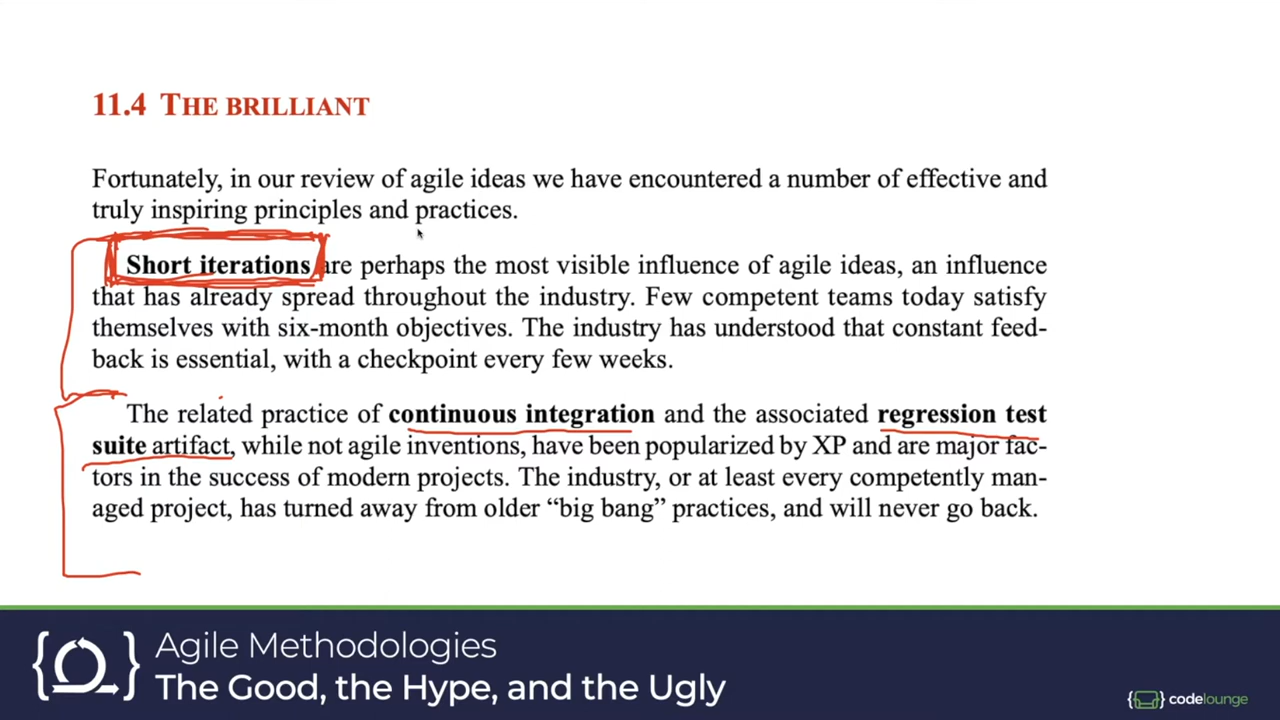 11.4 THE BRILLIANT
Fortunately, in our review of agile ideas we have encountered a number of effective and
truly inspiring principles and practices.
Short iterations are perhaps the most visible influence of agile ideas, an influence
that has already spread throughout the industry. Few competent teams today satisfy
themselves with six-month objectives. The industry has understood that constant feed-
back is essential, with a checkpoint every few weeks.
The related practice of continuous integration and the associated regression test
suite artifact, while not agile inventions, have been popularized by XP and are major fac-
tors in the success of modern projects. The industry, or at least every competently man-
aged project, has turned away from older “big bang” practices, and will never go back.
Agile Methodologies
The Good, the Hype, and the Ugly
codelounge